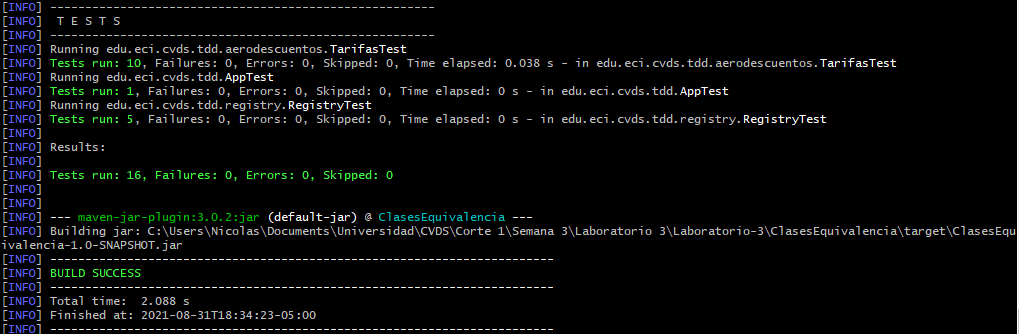 [INFO] -------------------------------------------------------
[INFO]  T E S T S
[INFO] -------------------------------------------------------
[INFO] Running edu.eci.cvds.tdd.aerodescuentos.TarifasTest
[INFO] Tests run: 10, Failures: 0, Errors: 0, Skipped: 0, Time elapsed: 0.038 s - in edu.eci.cvds.tdd.aerodescuentos.TarifasTest
[INFO] Running edu.eci.cvds.tdd.AppTest
[INFO] Tests run: 1, Failures: 0, Errors: 0, Skipped: 0, Time elapsed: 0 s - in edu.eci.cvds.tdd.AppTest
[INFO] Running edu.eci.cvds.tdd.registry.RegistryTest
[INFO] Tests run: 5, Failures: 0, Errors: 0, Skipped: 0, Time elapsed: 0 s - in edu.eci.cvds.tdd.registry.RegistryTest
[INFO]
[INFO] Results:
[INFO]
[INFO] Tests run: 16, Failures: 0, Errors: 0, Skipped: 0
[INFO]
[INFO]
[INFO] --- maven-jar-plugin:3.0.2:jar (default-jar) @ ClasesEquivalencia ---
[INFO] Building jar: C:\Users\Nicolas\Documents\Universidad\CVDS\Corte 1\Semana 3\Laboratorio 3\Laboratorio-3\ClasesEquivalencia\target\ClasesEqu
ivalencia-1.0-SNAPSHOT.jar
[INFO] ------------------------------------------------------------------------
[INFO] BUILD SUCCESS
[INFO] ------------------------------------------------------------------------
[INFO] Total time:  2.088 s
[INFO] Finished at: 2021-08-31T18:34:23-05:00
[INFO] ------------------------------------------------------------------------